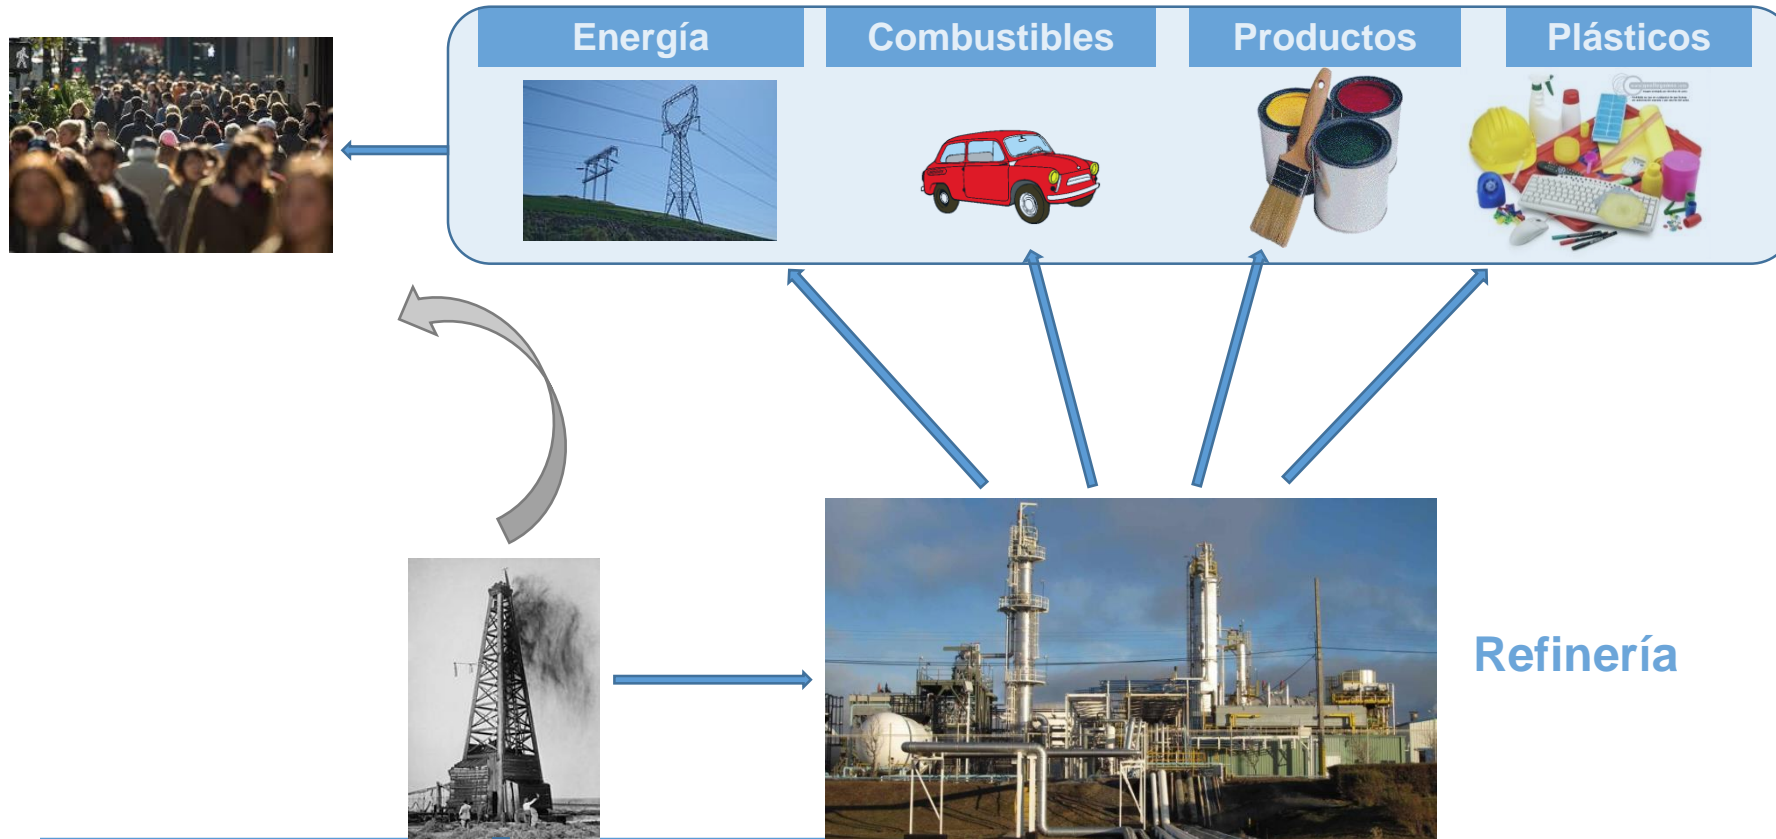 Energía
Combustibles
Productos
Plásticos
Refinería